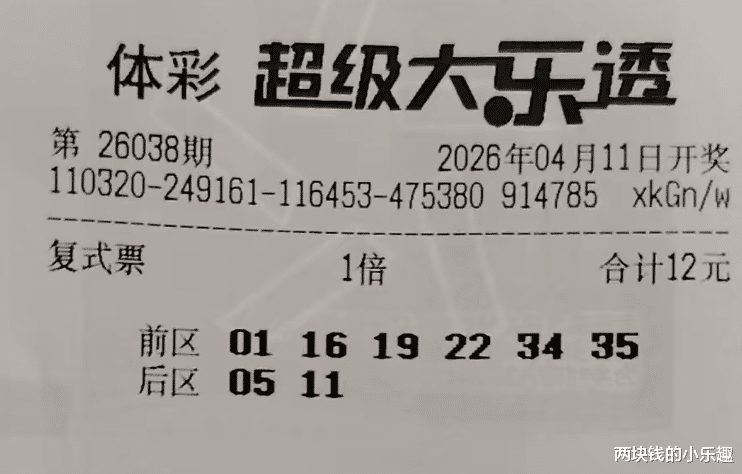 体彩 超级大乐透
第 26038期 2026年04月11日开奖
110320-249161-116453-475380 914785 xkGn/w
复式票 1倍 合计12元
前区 01 16 19 22 34 35
后区 05 11
两块钱的小乐趣